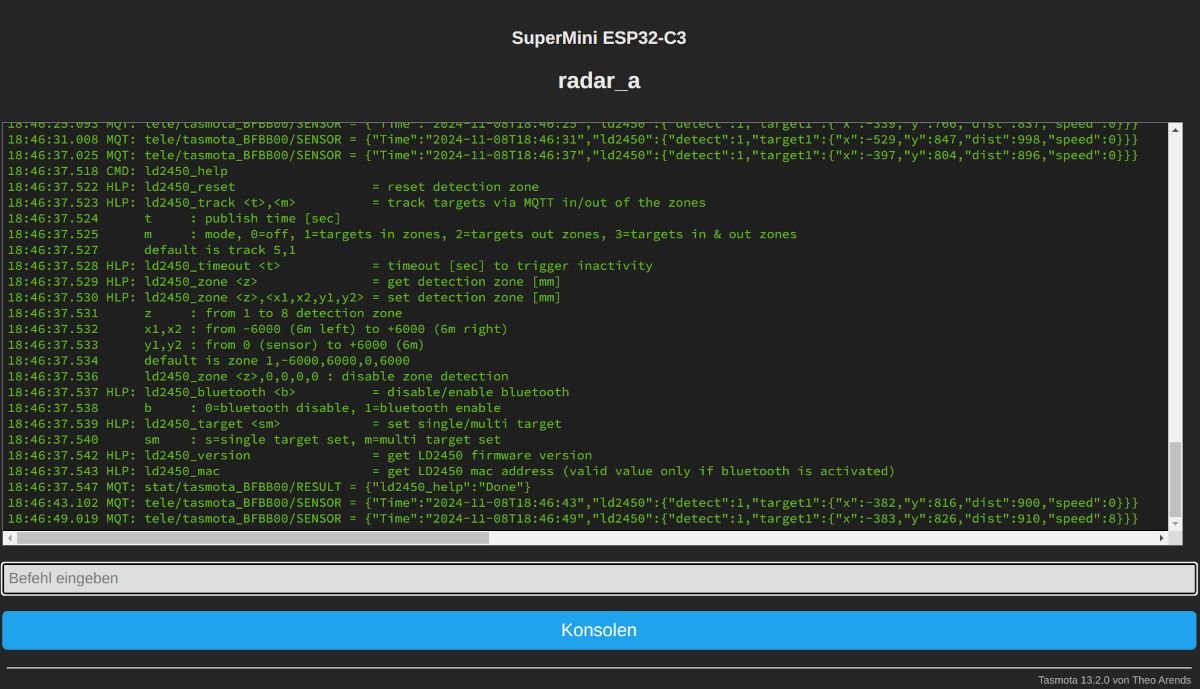 SuperMini ESP32-C3
radar_a
18:46:25.093 MQT: tele/tasmota_BFBB00/SENSOR = {"Time":"2024-11-08T18:46:25","ld2450":{"detect":1,"target1":{"x":-339,"y":766,"dist":837,"speed":0}}}
18:46:31.008 MQT: tele/tasmota_BFBB00/SENSOR = {"Time":"2024-11-08T18:46:31","ld2450":{"detect":1,"target1":{"x":-529,"y":847,"dist":998,"speed":0}}}
18:46:37.025 MQT: tele/tasmota_BFBB00/SENSOR = {"Time":"2024-11-08T18:46:37","ld2450":{"detect":1,"target1":{"x":-397,"y":804,"dist":896,"speed":0}}}
18:46:37.518 CMD: ld2450_help
18:46:37.522 HLP: ld2450_reset = reset detection zone
18:46:37.523 HLP: ld2450_track <t>,<m> = track targets via MQTT in/out of the zones
18:46:37.524 t : publish time [sec]
18:46:37.525 m : mode, 0=off, 1=targets in zones, 2=targets out zones, 3=targets in & out zones
18:46:37.527 default is track 5,1
18:46:37.528 HLP: ld2450_timeout <t> = timeout [sec] to trigger inactivity
18:46:37.529 HLP: ld2450_zone <z> = get detection zone [mm]
18:46:37.530 HLP: ld2450_zone <z>,<x1,x2,y1,y2> = set detection zone [mm]
18:46:37.531 z : from 1 to 8 detection zone
18:46:37.532 x1,x2 : from -6000 (6m left) to +6000 (6m right)
18:46:37.533 y1,y2 : from 0 (sensor) to +6000 (6m)
18:46:37.534 default is zone 1,-6000,6000,0,6000
18:46:37.536 ld2450_zone <z>,0,0,0,0 : disable zone detection
18:46:37.537 HLP: ld2450_bluetooth <b> = disable/enable bluetooth
18:46:37.538 b : 0=bluetooth disable, 1=bluetooth enable
18:46:37.539 HLP: ld2450_target <sm> = set single/multi target
18:46:37.540 sm : s=single target set, m=multi target set
18:46:37.542 HLP: ld2450_version = get LD2450 firmware version
18:46:37.543 HLP: ld2450_mac = get LD2450 mac address (valid value only if bluetooth is activated)
18:46:37.547 MQT: stat/tasmota_BFBB00/RESULT = {"ld2450_help":"Done"}
18:46:43.102 MQT: tele/tasmota_BFBB00/SENSOR = {"Time":"2024-11-08T18:46:43","ld2450":{"detect":1,"target1":{"x":-382,"y":816,"dist":900,"speed":0}}}
18:46:49.019 MQT: tele/tasmota_BFBB00/SENSOR = {"Time":"2024-11-08T18:46:49","ld2450":{"detect":1,"target1":{"x":-383,"y":826,"dist":910,"speed":8}}}
Befehl eingeben
Konsolen
Tasmota 13.2.0 von Theo Arends